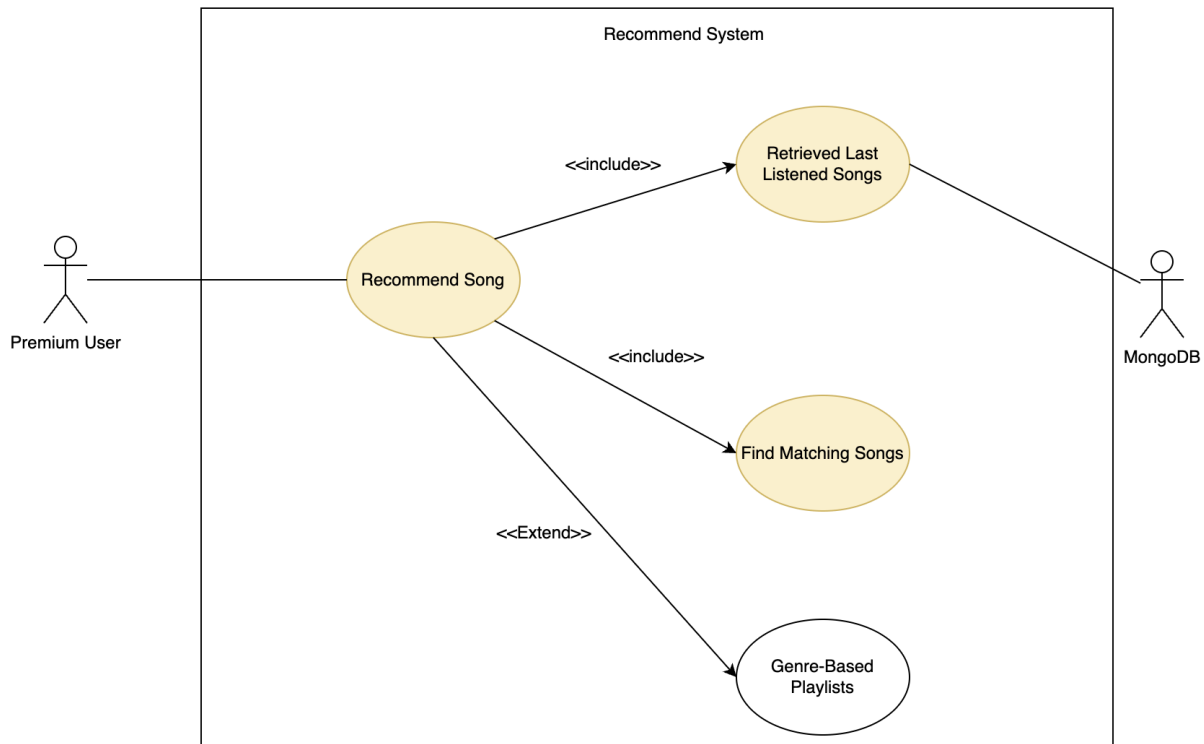 Recommend System
Retrieved Last
Listened Songs
<<include>>
Recommend Song
Premium User
MongoDB
<<include>>
Find Matching Songs
<<Extend>>
Genre-Based
Playlists